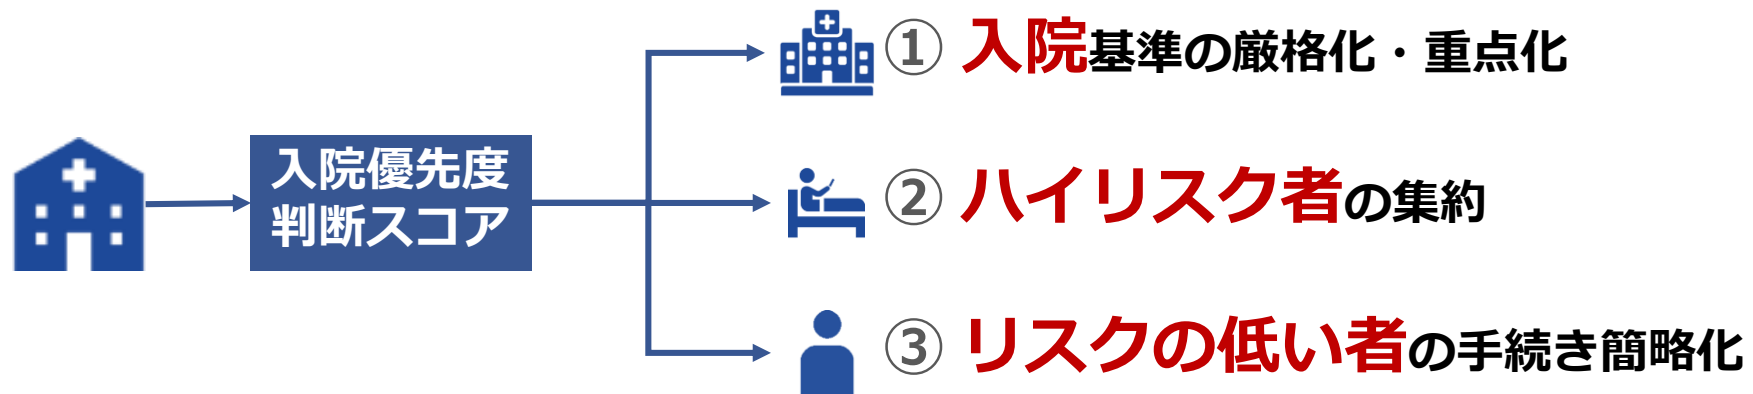 入院優先度
判断スコア
① 入院基準の厳格化・重点化
② ハイリスク者の集約
③ リスクの低い者の手続き簡略化